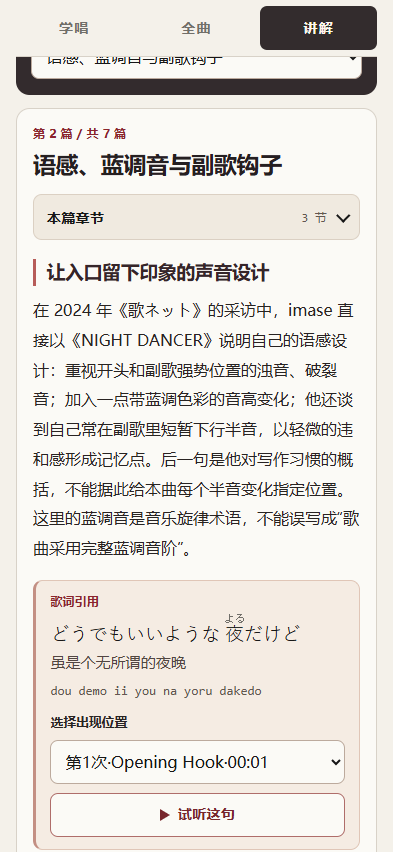 学唱
全曲
讲解
语感、蓝调音与副歌钩子
第 2 篇 / 共 7 篇
语感、蓝调音与副歌钩子
本篇章节
3 节
让入口留下印象的声音设计
在 2024 年《歌ネット》的采访中，imase 直
接以《NIGHT DANCER》说明自己的语感设
计：重视开头和副歌强势位置的浊音、破裂
音；加入一点带蓝调色彩的音高变化；他还谈
到自己常在副歌里短暂下行半音，以轻微的违
和感形成记忆点。后一句是他对写作习惯的概
括，不能据此给本曲每个半音变化指定位置。
这里的蓝调音是音乐旋律术语，不能误写成“歌
曲采用完整蓝调音阶”。
歌词引用
よる
どうでもいいような 夜だけど
虽是个无所谓的夜晚
dou demo ii you na yoru dakedo
选择出现位置
第1次·Opening Hook·00:01
▶ 试听这句